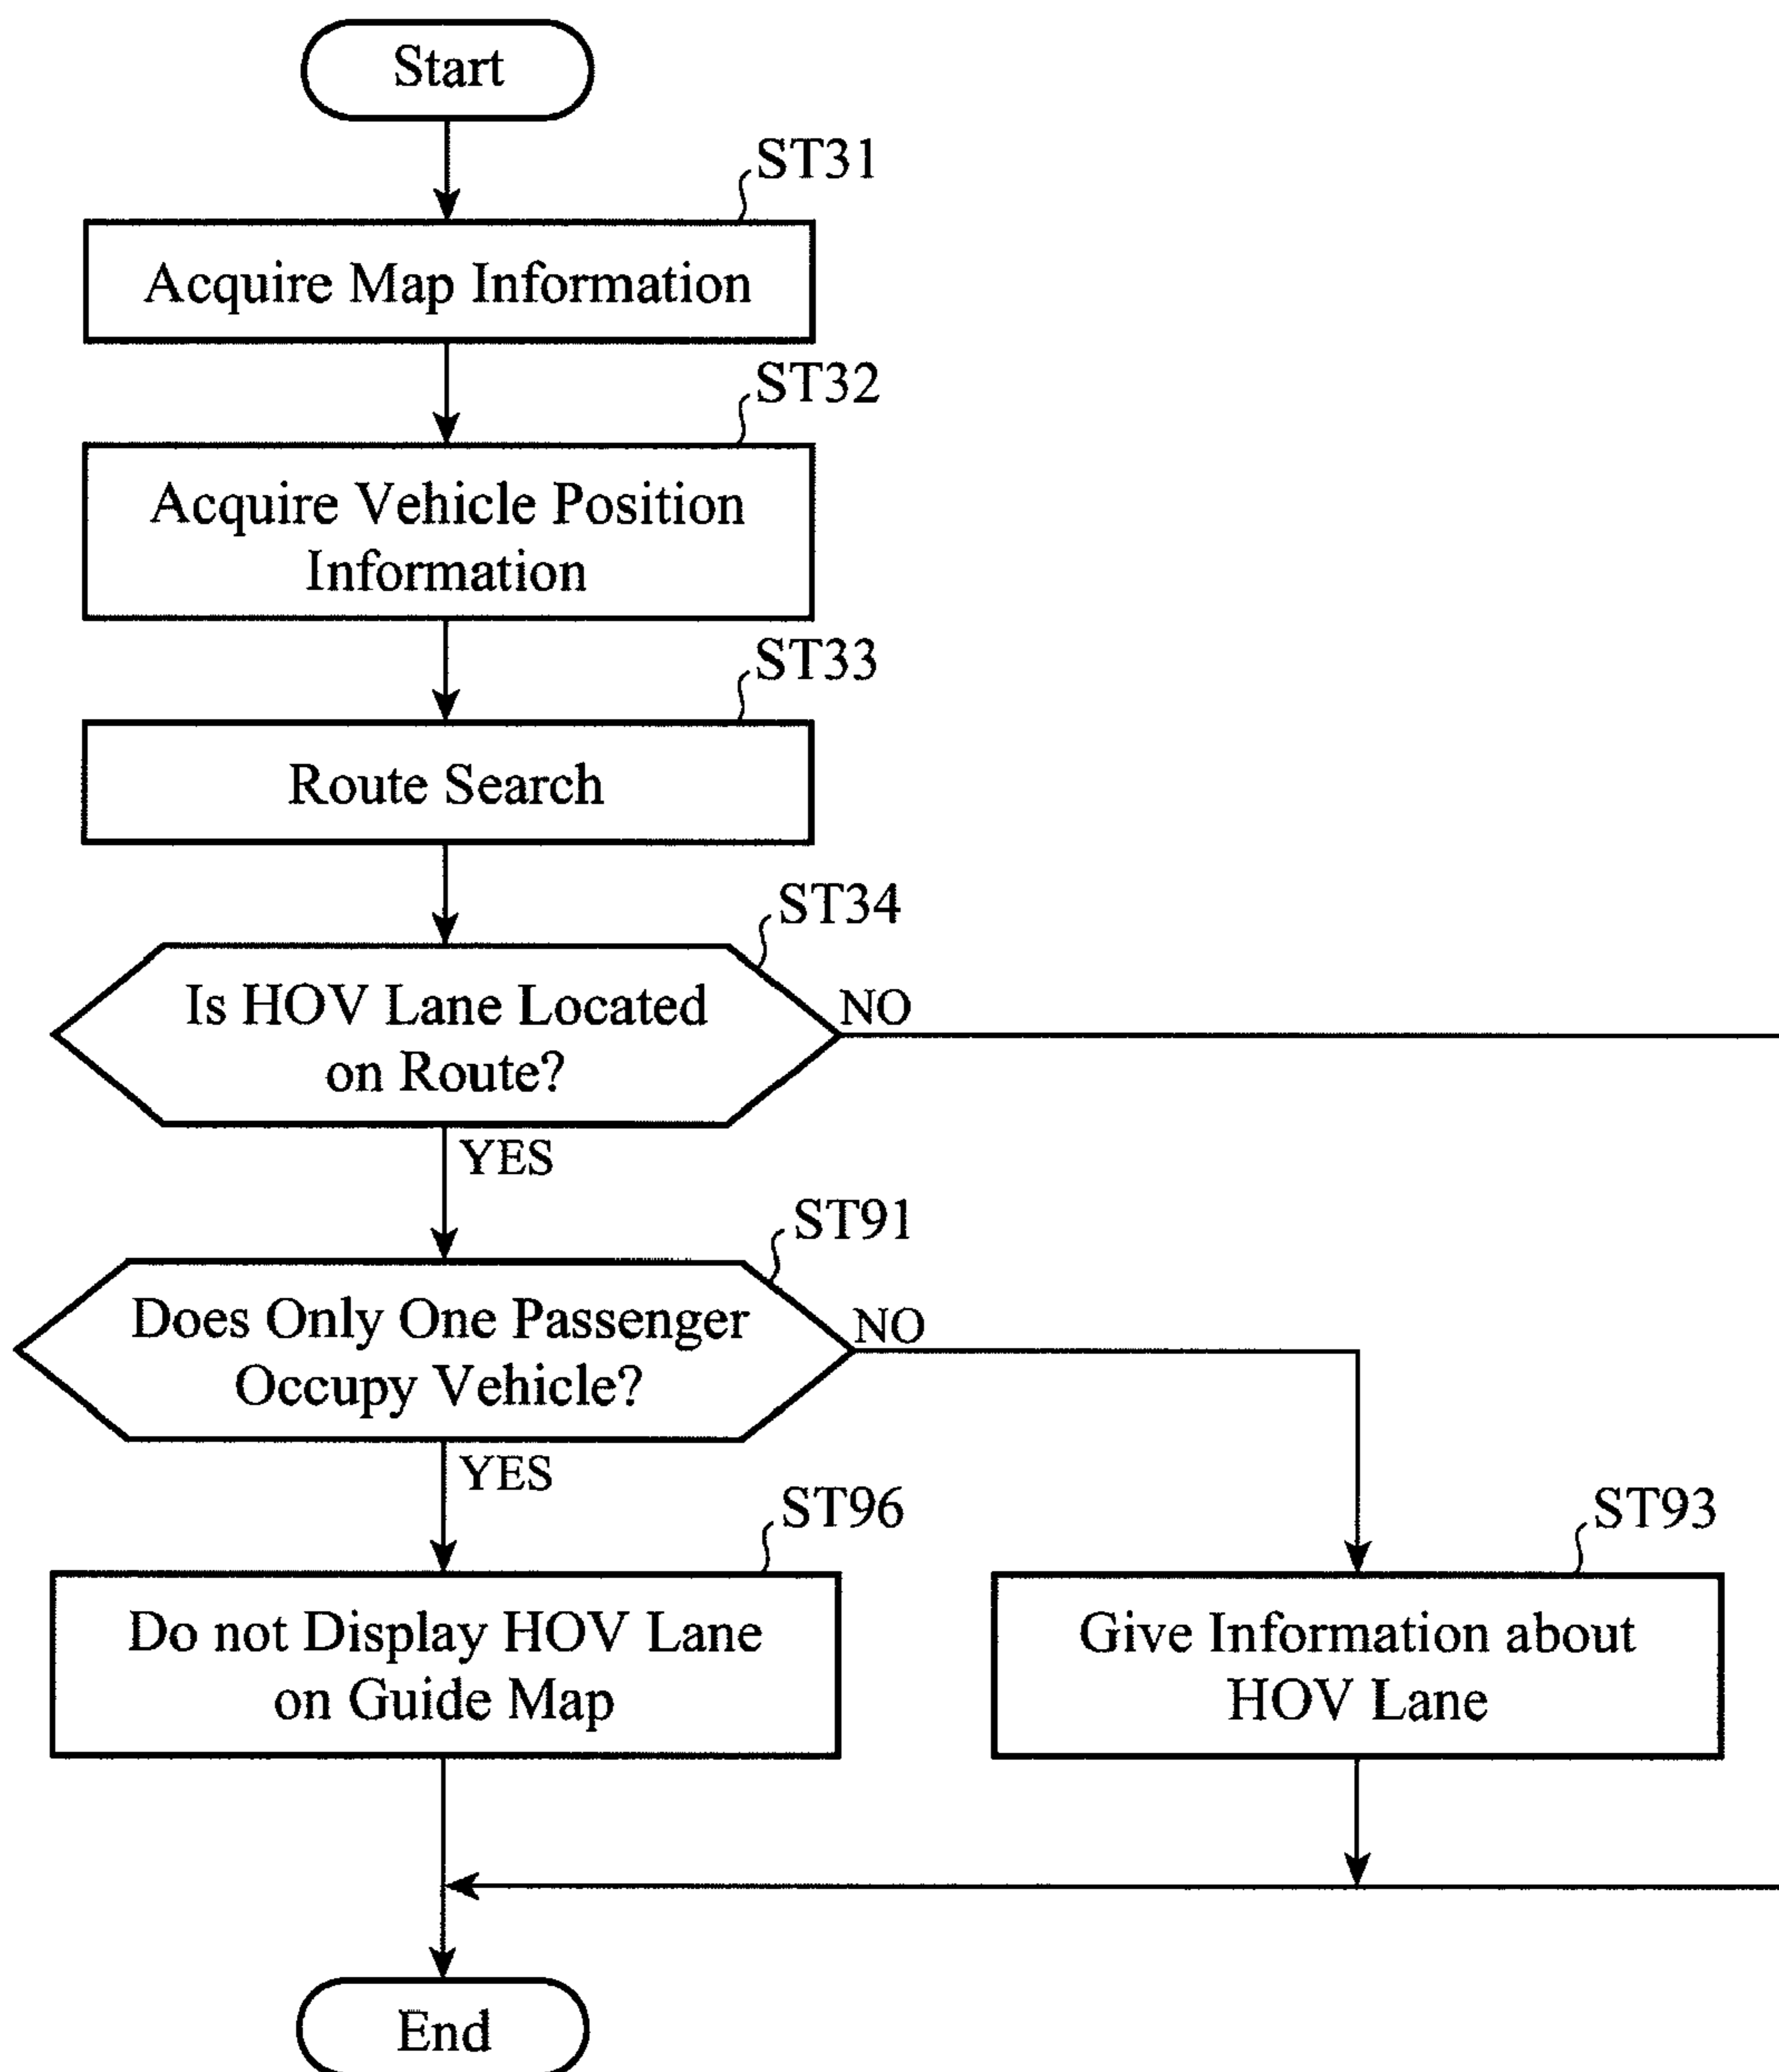 Start
ST31
Acquire Map Information
ST32
Acquire Vehicle Position
Information
ST33
Route Search
ST34
Is HOV Lane Located
on Route?
NO
YES
ST91
Does Only One Passenger
Occupy Vehicle?
NO
YES
ST96
Do not Display HOV Lane
on Guide Map
ST93
Give Information about
HOV Lane
End